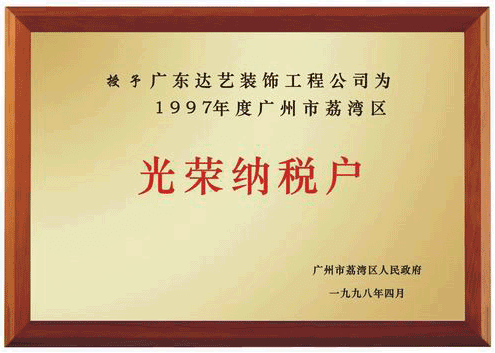 授予 广东达艺装饰工程公司为
1997年度广州市荔湾区
光荣纳税户
广州市荔湾区人民政府
一九九八年四月